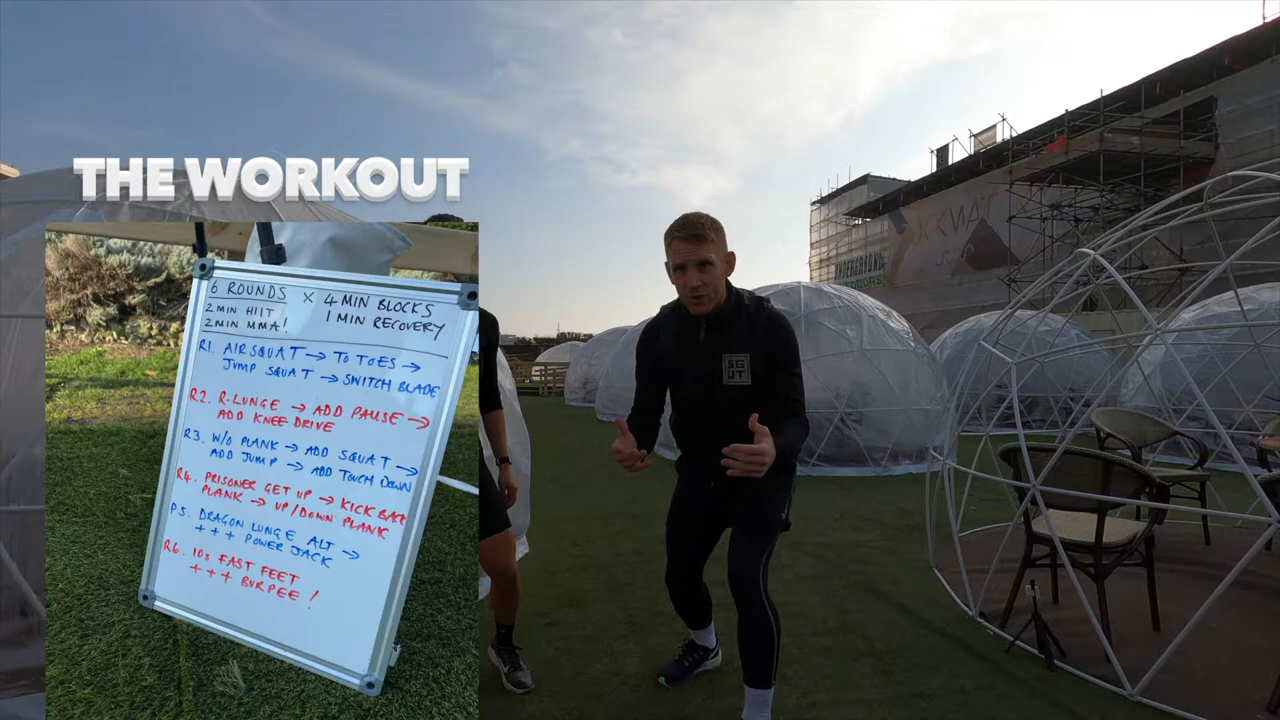 THE WORKOUT
6 ROUNDS × 4 MIN BLOCKS
2 MIN HIIT 1 MIN RECOVERY
2 MIN MMA!
R1. AIR SQUAT → TO TOES →
JUMP SQUAT → SWITCH BLADE
R2. R-LUNGE → ADD PAUSE →
ADD KNEE DRIVE
R3. W/O PLANK → ADD SQUAT →
ADD JUMP → ADD TOUCH DOWN
R4. PRISONER GET UP → KICK BACK
PLANK → UP/DOWN PLANK
R5. DRAGON LUNGE ALT →
+++ POWER JACK
R6. 10s FAST FEET
+++ BURPEE!
UNDERGROUND